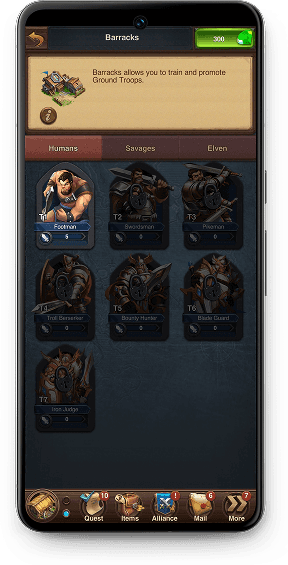 Barracks
360
Barracks allows you to train and promote
Ground Troops.
i
Humans
Savages
Elven
T1
Footman
5
T2
Swordsman
0
T3
Pikeman
0
T4
Troll Berserker
0
T5
Bounty Hunter
0
T6
Blade Guard
0
T7
Iron Judge
0
10
Quest
Items
!
Alliance
6
Mail
7
More